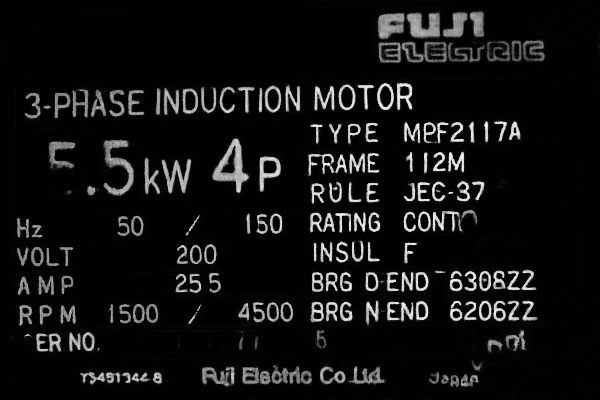 FUJI
ELECTRIC
3-PHASE INDUCTION MOTOR
5.5kW 4P
TYPE MPF2117A
FRAME 112M
RULE JEC-37
Hz 50 / 150 RATING CONT
VOLT 200 INSUL F
AMP 25.5 BRG D-END 6308ZZ
RPM 1500 / 4500 BRG N-END 6206ZZ
SER NO.
Fuji Electric Co Ltd.
Japan